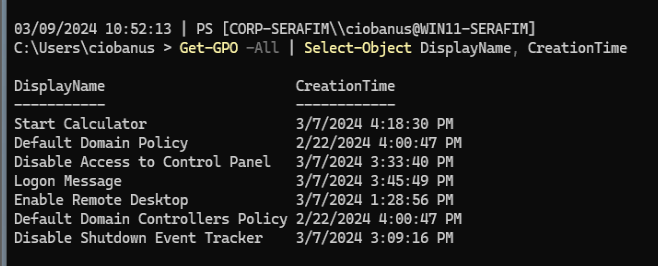 03/09/2024 10:52:13 | PS [CORP-SERAFIM\\ciobanus@WIN11-SERAFIM]
C:\Users\ciobanus > Get-GPO -All | Select-Object DisplayName, CreationTime
DisplayName CreationTime
----------- ------------
Start Calculator 3/7/2024 4:18:30 PM
Default Domain Policy 2/22/2024 4:00:47 PM
Disable Access to Control Panel 3/7/2024 3:33:40 PM
Logon Message 3/7/2024 3:45:49 PM
Enable Remote Desktop 3/7/2024 1:28:56 PM
Default Domain Controllers Policy 2/22/2024 4:00:47 PM
Disable Shutdown Event Tracker 3/7/2024 3:09:16 PM